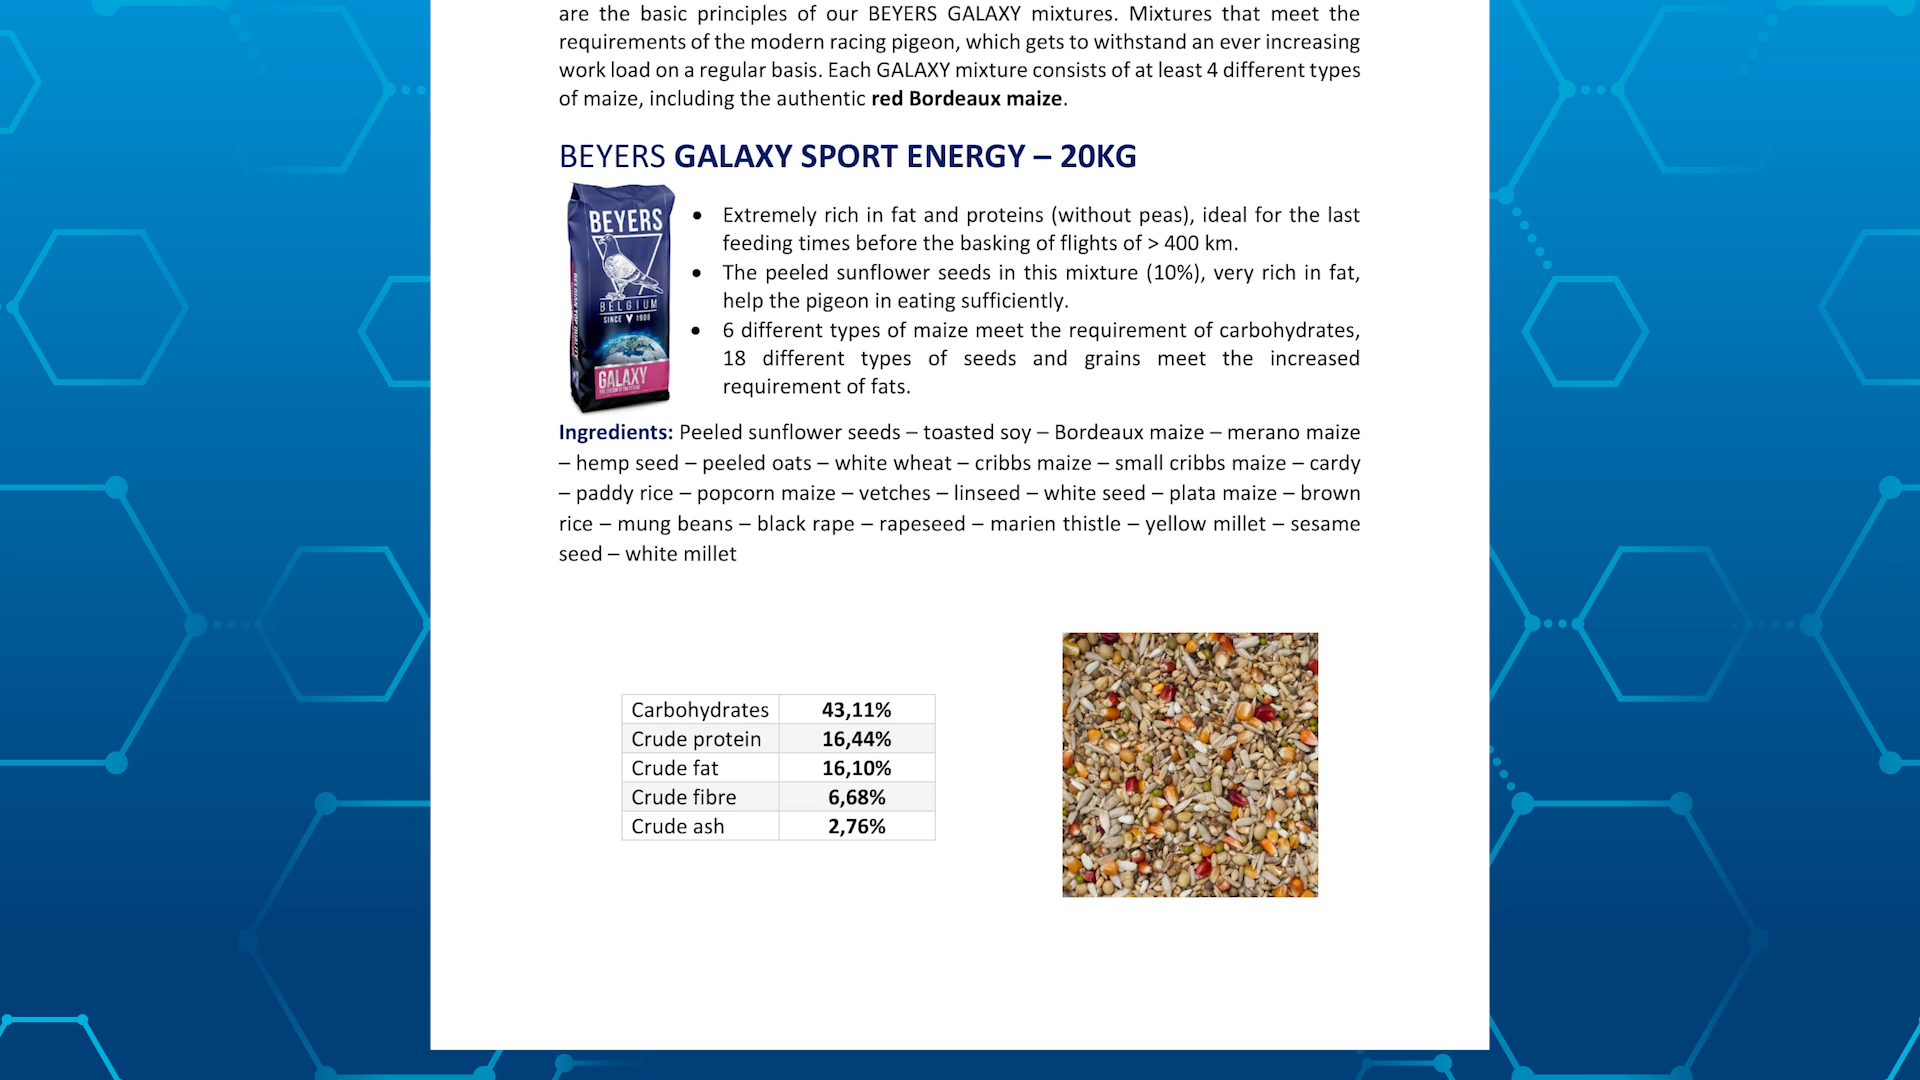 are the basic principles of our BEYERS GALAXY mixtures. Mixtures that meet the
requirements of the modern racing pigeon, which gets to withstand an ever increasing
work load on a regular basis. Each GALAXY mixture consists of at least 4 different types
of maize, including the authentic red Bordeaux maize.
BEYERS GALAXY SPORT ENERGY – 20KG
BEYERS
BELGIUM
SINCE 1908
GALAXY
• Extremely rich in fat and proteins (without peas), ideal for the last
feeding times before the basking of flights of > 400 km.
• The peeled sunflower seeds in this mixture (10%), very rich in fat,
help the pigeon in eating sufficiently.
• 6 different types of maize meet the requirement of carbohydrates,
18 different types of seeds and grains meet the increased
requirement of fats.
Ingredients: Peeled sunflower seeds – toasted soy – Bordeaux maize – merano maize
– hemp seed – peeled oats – white wheat – cribbs maize – small cribbs maize – cardy
– paddy rice – popcorn maize – vetches – linseed – white seed – plata maize – brown
rice – mung beans – black rape – rapeseed – marien thistle – yellow millet – sesame
seed – white millet
Carbohydrates 43,11%
Crude protein 16,44%
Crude fat 16,10%
Crude fibre 6,68%
Crude ash 2,76%